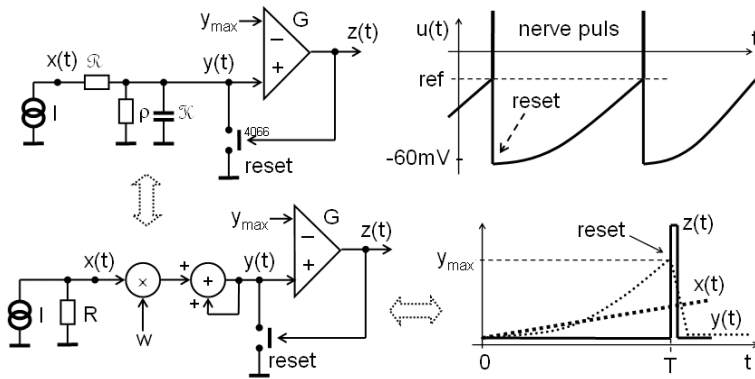 y_max
G
z(t)
x(t)
ℛ
y(t)
−
+
I
ρ
𝒦
4066
reset
u(t)
nerve puls
t
ref
reset
-60mV
y_max
G
z(t)
x(t)
+
y(t)
−
+
×
+
+
I
R
W
reset
reset
z(t)
y_max
x(t)
y(t)
0
T
t